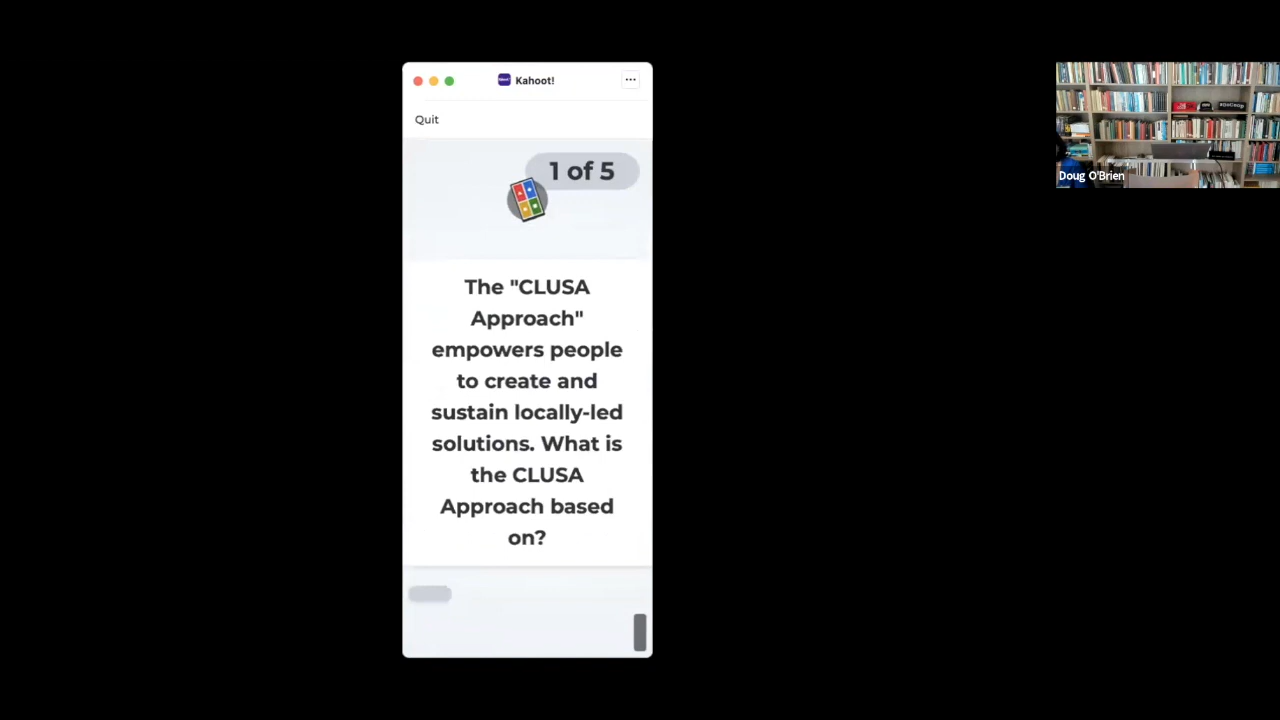 Kahoot!
Quit
1 of 5
The "CLUSA
Approach"
empowers people
to create and
sustain locally-led
solutions. What is
the CLUSA
Approach based
on?
Doug O'Brien